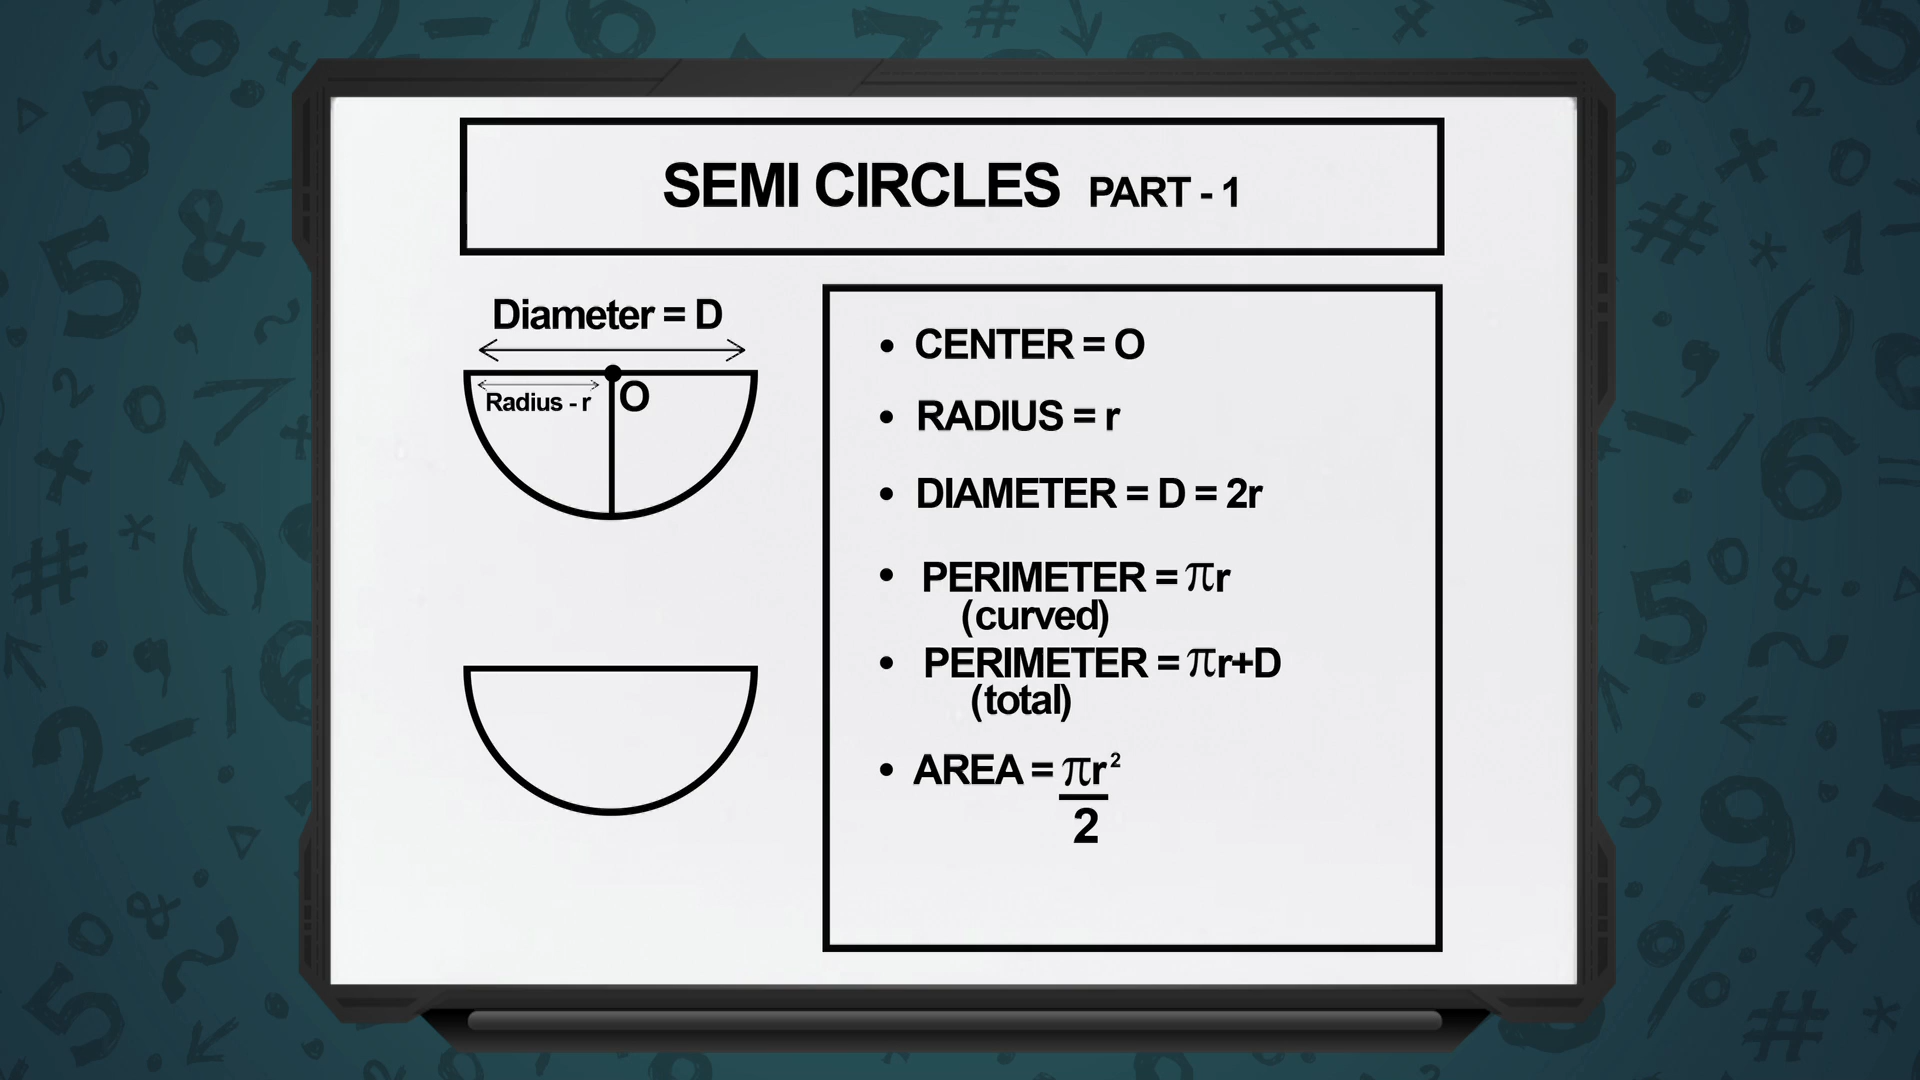 SEMI CIRCLES PART - 1
Diameter = D
Radius - r
O
• CENTER = O
• RADIUS = r
• DIAMETER = D = 2r
• PERIMETER = πr
(curved)
• PERIMETER = πr+D
(total)
• AREA = πr²
2